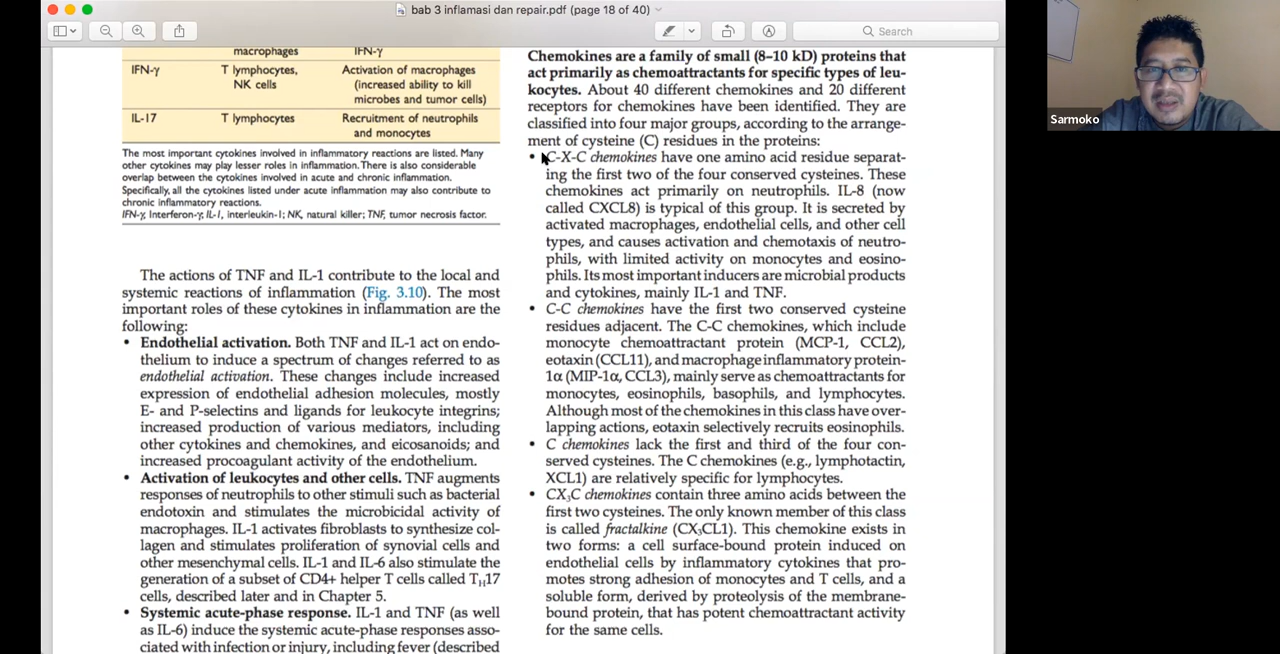 bab 3 inflamasi dan repair.pdf (page 18 of 40)
Search
Sarmoko
macrophages IFN-γ
IFN-γ T lymphocytes, Activation of macrophages
NK cells (increased ability to kill
microbes and tumor cells)
IL-17 T lymphocytes Recruitment of neutrophils
and monocytes
The most important cytokines involved in inflammatory reactions are listed. Many
other cytokines may play lesser roles in inflammation. There is also considerable
overlap between the cytokines involved in acute and chronic inflammation.
Specifically, all the cytokines listed under acute inflammation may also contribute to
chronic inflammatory reactions.
IFN-γ, Interferon-γ; IL-1, interleukin-1; NK, natural killer; TNF, tumor necrosis factor.
The actions of TNF and IL-1 contribute to the local and
systemic reactions of inflammation (Fig. 3.10). The most
important roles of these cytokines in inflammation are the
following:
• Endothelial activation. Both TNF and IL-1 act on endo-
thelium to induce a spectrum of changes referred to as
endothelial activation. These changes include increased
expression of endothelial adhesion molecules, mostly
E- and P-selectins and ligands for leukocyte integrins;
increased production of various mediators, including
other cytokines and chemokines, and eicosanoids; and
increased procoagulant activity of the endothelium.
• Activation of leukocytes and other cells. TNF augments
responses of neutrophils to other stimuli such as bacterial
endotoxin and stimulates the microbicidal activity of
macrophages. IL-1 activates fibroblasts to synthesize col-
lagen and stimulates proliferation of synovial cells and
other mesenchymal cells. IL-1 and IL-6 also stimulate the
generation of a subset of CD4+ helper T cells called TH17
cells, described later and in Chapter 5.
• Systemic acute-phase response. IL-1 and TNF (as well
as IL-6) induce the systemic acute-phase responses asso-
ciated with infection or injury, including fever (described
Chemokines are a family of small (8–10 kD) proteins that
act primarily as chemoattractants for specific types of leu-
kocytes. About 40 different chemokines and 20 different
receptors for chemokines have been identified. They are
classified into four major groups, according to the arrange-
ment of cysteine (C) residues in the proteins:
• C-X-C chemokines have one amino acid residue separat-
ing the first two of the four conserved cysteines. These
chemokines act primarily on neutrophils. IL-8 (now
called CXCL8) is typical of this group. It is secreted by
activated macrophages, endothelial cells, and other cell
types, and causes activation and chemotaxis of neutro-
phils, with limited activity on monocytes and eosino-
phils. Its most important inducers are microbial products
and cytokines, mainly IL-1 and TNF.
• C-C chemokines have the first two conserved cysteine
residues adjacent. The C-C chemokines, which include
monocyte chemoattractant protein (MCP-1, CCL2),
eotaxin (CCL11), and macrophage inflammatory protein-
1α (MIP-1α, CCL3), mainly serve as chemoattractants for
monocytes, eosinophils, basophils, and lymphocytes.
Although most of the chemokines in this class have over-
lapping actions, eotaxin selectively recruits eosinophils.
• C chemokines lack the first and third of the four con-
served cysteines. The C chemokines (e.g., lymphotactin,
XCL1) are relatively specific for lymphocytes.
• CX3C chemokines contain three amino acids between the
first two cysteines. The only known member of this class
is called fractalkine (CX3CL1). This chemokine exists in
two forms: a cell surface-bound protein induced on
endothelial cells by inflammatory cytokines that pro-
motes strong adhesion of monocytes and T cells, and a
soluble form, derived by proteolysis of the membrane-
bound protein, that has potent chemoattractant activity
for the same cells.